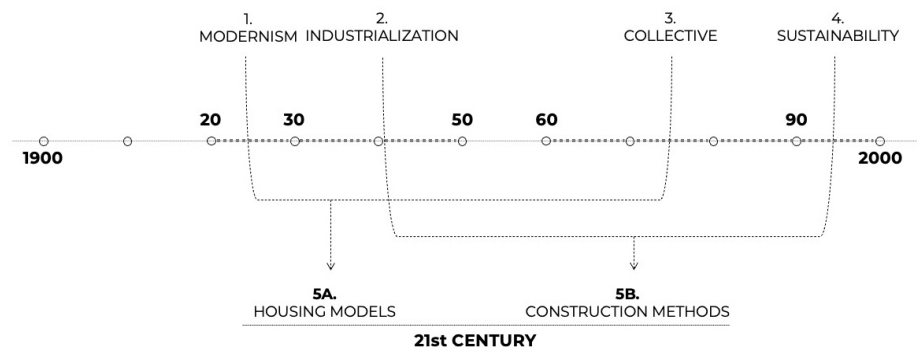 1.
MODERNISM
2.
INDUSTRIALIZATION
3.
COLLECTIVE
4.
SUSTAINABILITY
20
30
50
60
90
1900
2000
5A.
HOUSING MODELS
5B.
CONSTRUCTION METHODS
21st CENTURY